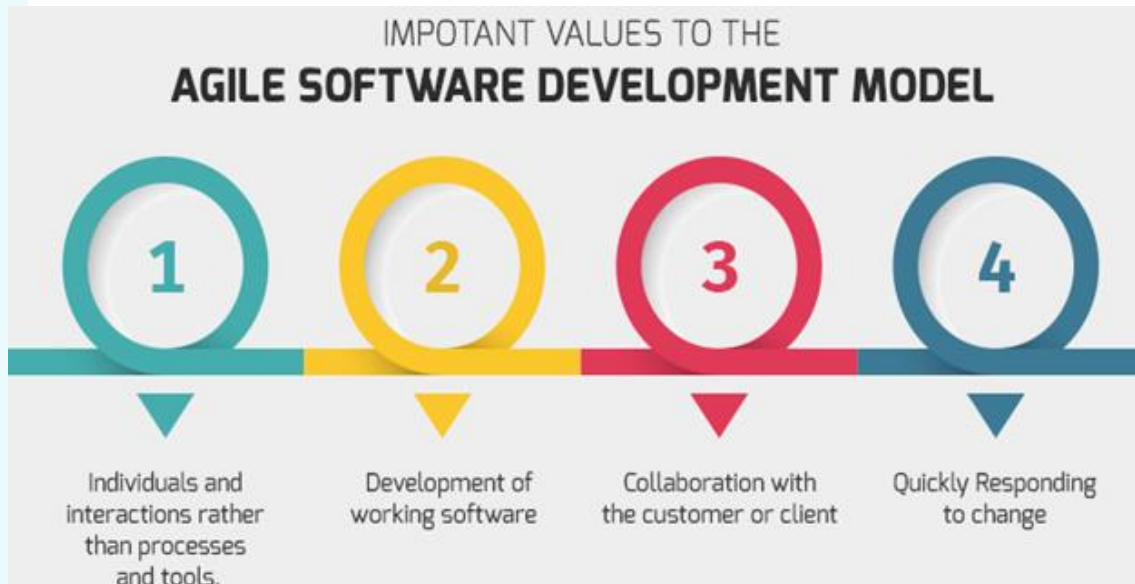 IMPOTANT VALUES TO THE
AGILE SOFTWARE DEVELOPMENT MODEL
1
2
3
4
Individuals and
interactions rather
than processes
and tools.
Development of
working software
Collaboration with
the customer or client
Quickly Responding
to change